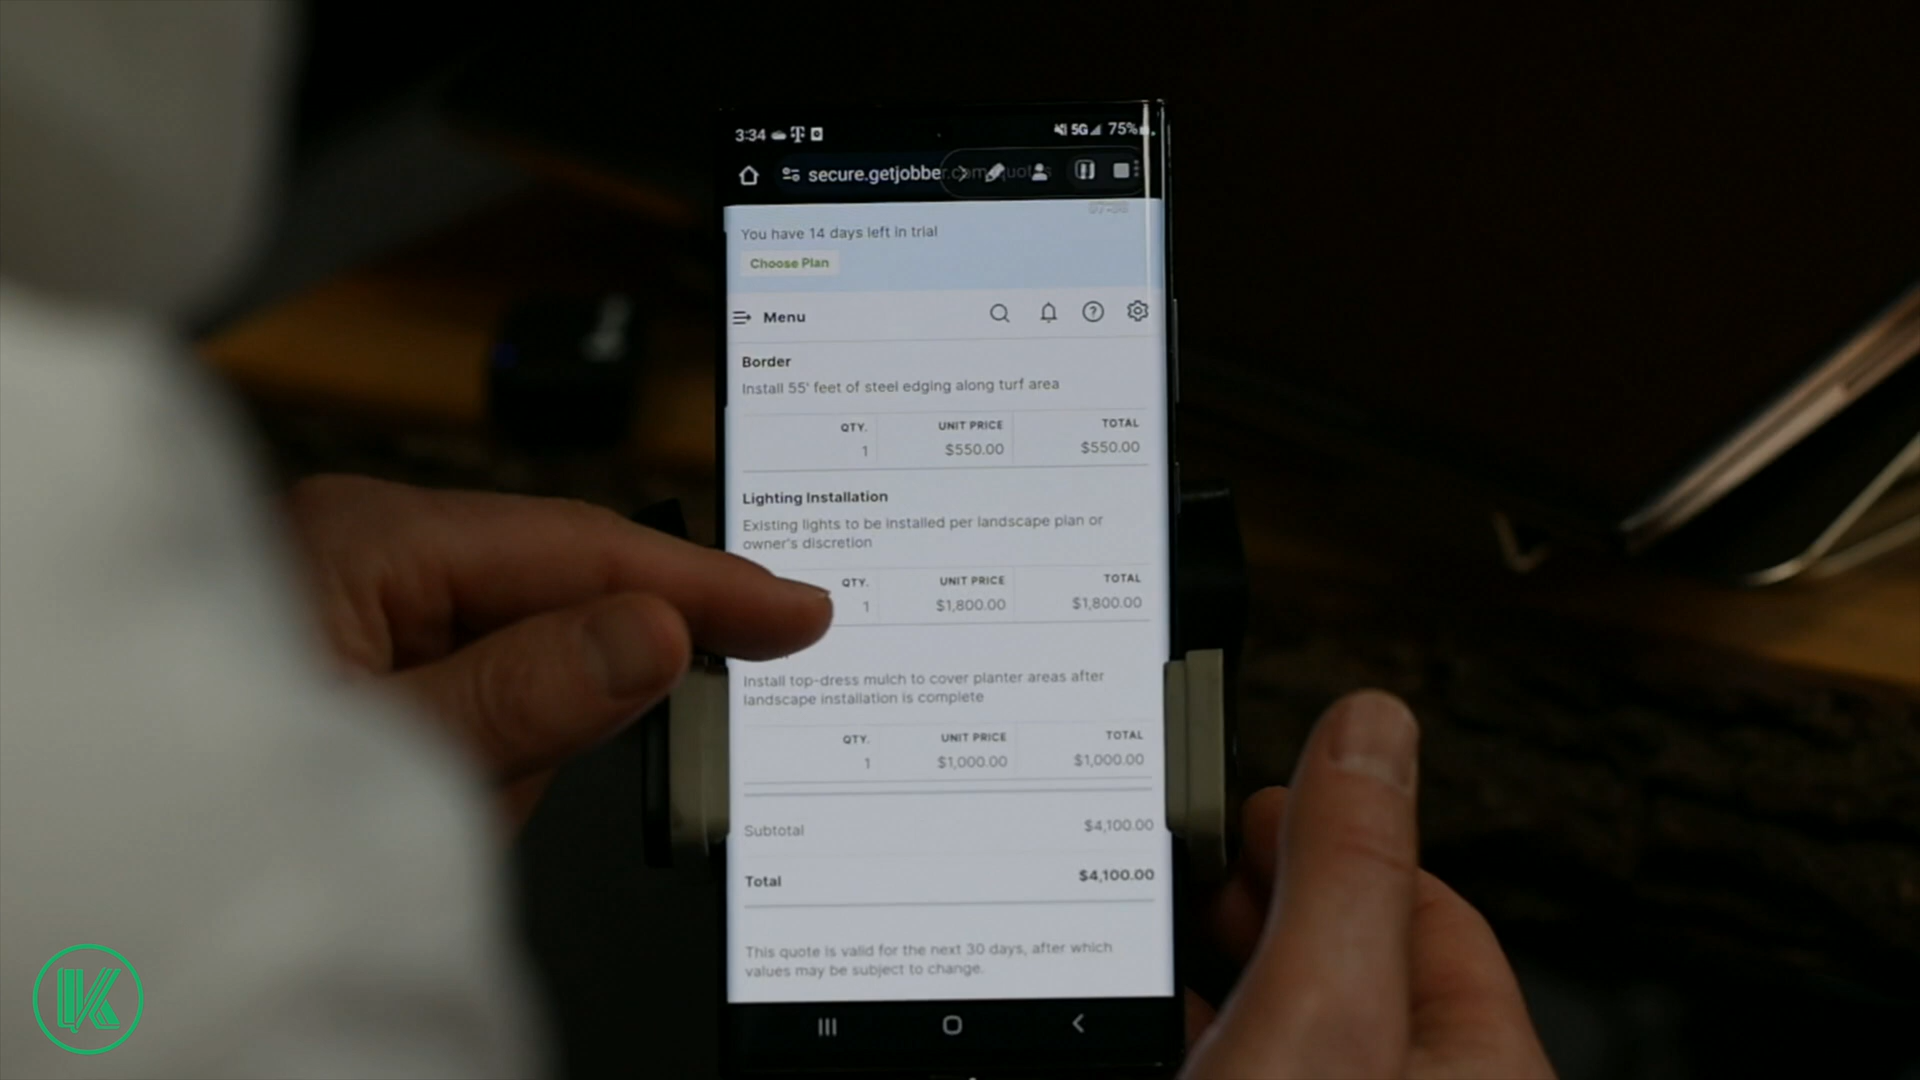 3:34
5G 75%
secure.getjobber.com
You have 14 days left in trial
Choose Plan
Menu
Border
Install 55' feet of steel edging along turf area
QTY. UNIT PRICE TOTAL
1 $550.00 $550.00
Lighting Installation
Existing lights to be installed per landscape plan or
owner's discretion
QTY. UNIT PRICE TOTAL
1 $1,800.00 $1,800.00
Install top-dress mulch to cover planter areas after
landscape installation is complete
QTY. UNIT PRICE TOTAL
1 $1,000.00 $1,000.00
Subtotal $4,100.00
Total $4,100.00
This quote is valid for the next 30 days, after which
values may be subject to change.